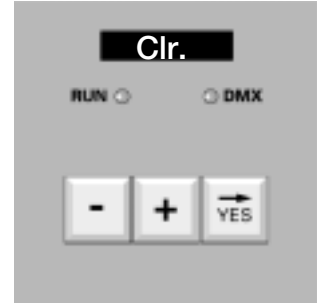 Clr.
RUN DMX
- + YES